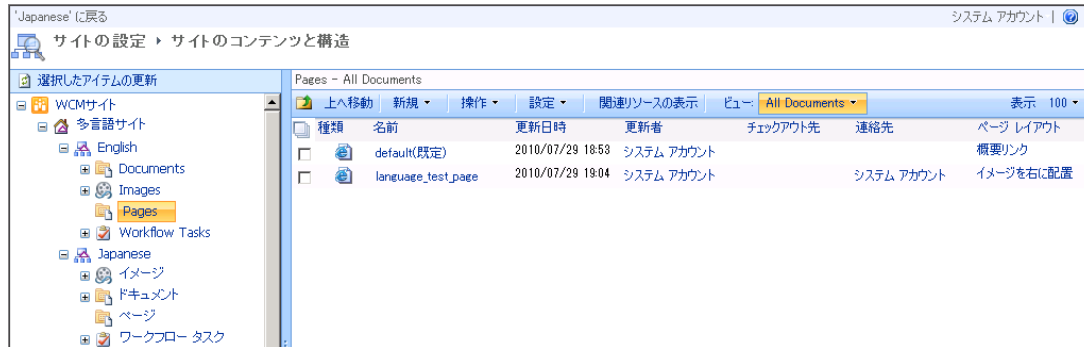 'Japanese' に戻る
システム アカウント |
サイトの設定 ▸ サイトのコンテンツと構造
選択したアイテムの更新
Pages - All Documents
上へ移動 新規 操作 設定 関連リソースの表示 ビュー: All Documents 表示 100
種類 名前 更新日時 更新者 チェックアウト先 連絡先 ページ レイアウト
default(既定) 2010/07/29 18:53 システム アカウント 概要リンク
language_test_page 2010/07/29 19:04 システム アカウント システム アカウント イメージを右に配置
WCMサイト
多言語サイト
English
Documents
Images
Pages
Workflow Tasks
Japanese
イメージ
ドキュメント
ページ
ワークフロー タスク